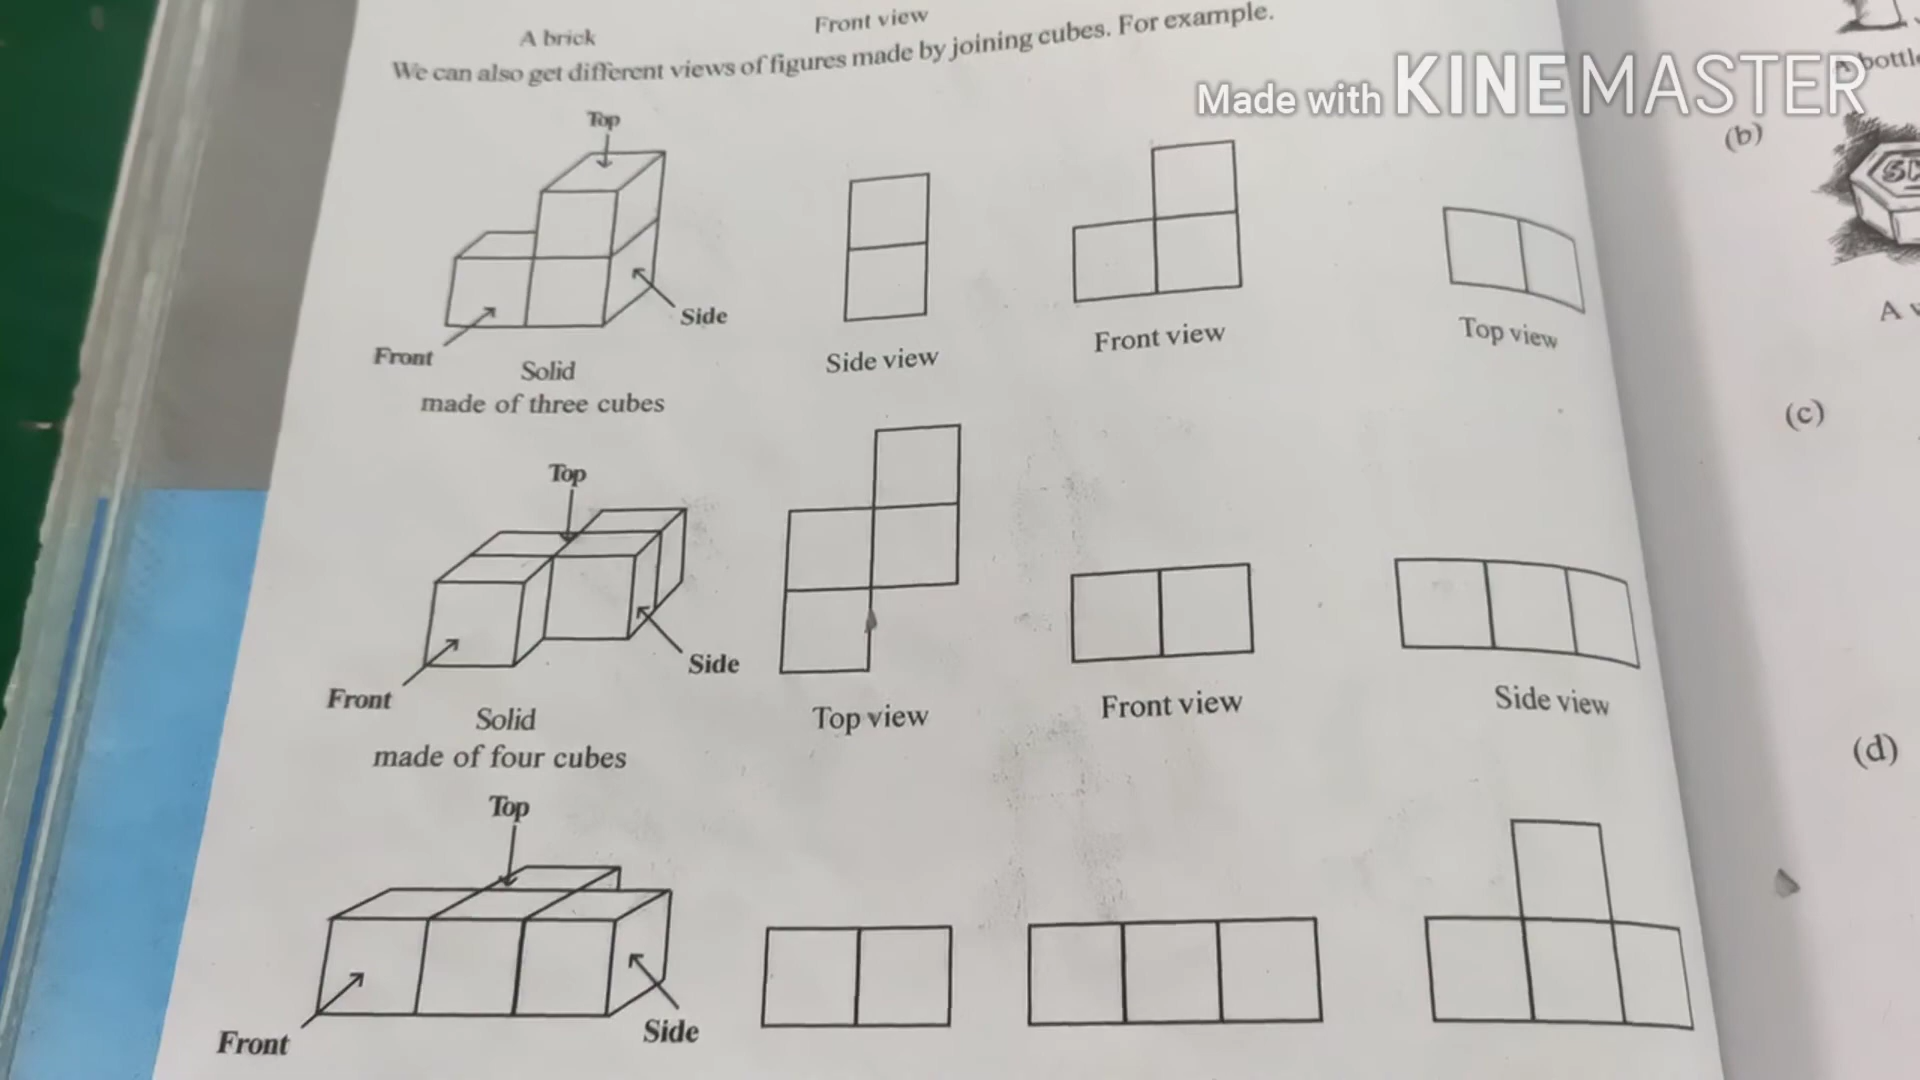 A brick
Front view
We can also get different views of figures made by joining cubes. For example.
Made with KINEMASTER
Top
Side
Front
Solid
made of three cubes
Side view
Front view
Top view
Top
Side
Front
Solid
made of four cubes
Top view
Front view
Side view
Top
Side
Front
(b)
A
(c)
(d)